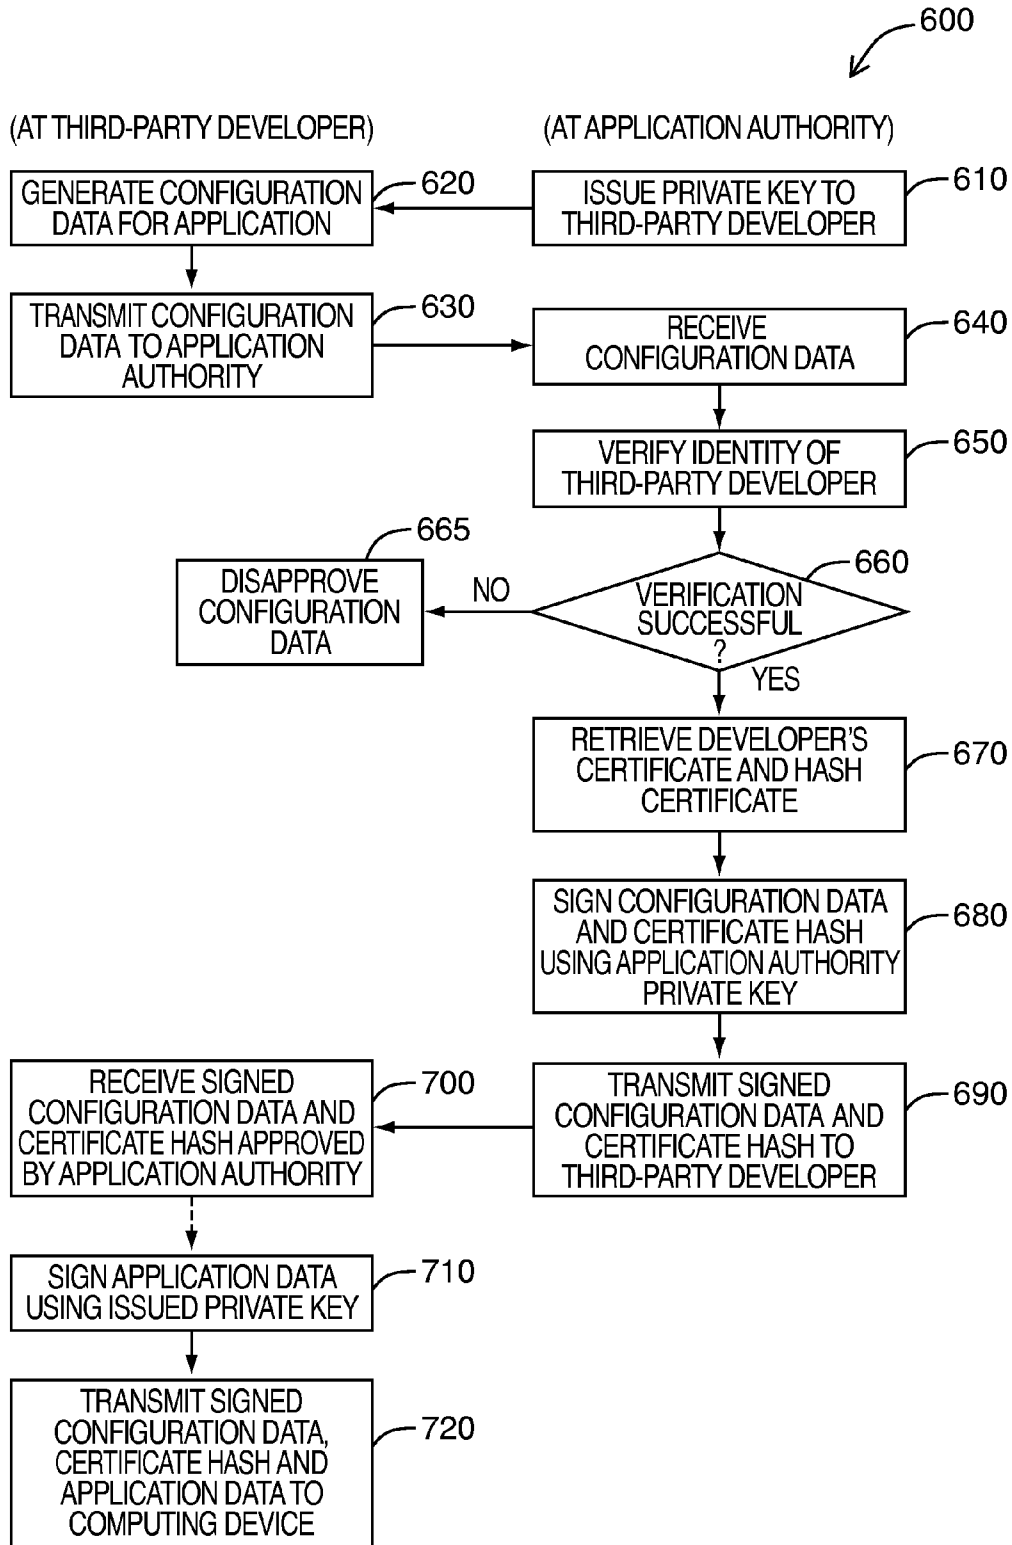 600
(AT THIRD-PARTY DEVELOPER)
(AT APPLICATION AUTHORITY)
GENERATE CONFIGURATION
DATA FOR APPLICATION
620
ISSUE PRIVATE KEY TO
THIRD-PARTY DEVELOPER
610
TRANSMIT CONFIGURATION
DATA TO APPLICATION
AUTHORITY
630
RECEIVE
CONFIGURATION DATA
640
VERIFY IDENTITY OF
THIRD-PARTY DEVELOPER
650
VERIFICATION
SUCCESSFUL
?
660
NO
DISAPPROVE
CONFIGURATION
DATA
665
YES
RETRIEVE DEVELOPER'S
CERTIFICATE AND HASH
CERTIFICATE
670
SIGN CONFIGURATION DATA
AND CERTIFICATE HASH
USING APPLICATION AUTHORITY
PRIVATE KEY
680
TRANSMIT SIGNED
CONFIGURATION DATA AND
CERTIFICATE HASH TO
THIRD-PARTY DEVELOPER
690
RECEIVE SIGNED
CONFIGURATION DATA AND
CERTIFICATE HASH APPROVED
BY APPLICATION AUTHORITY
700
SIGN APPLICATION DATA
USING ISSUED PRIVATE KEY
710
TRANSMIT SIGNED
CONFIGURATION DATA,
CERTIFICATE HASH AND
APPLICATION DATA TO
COMPUTING DEVICE
720